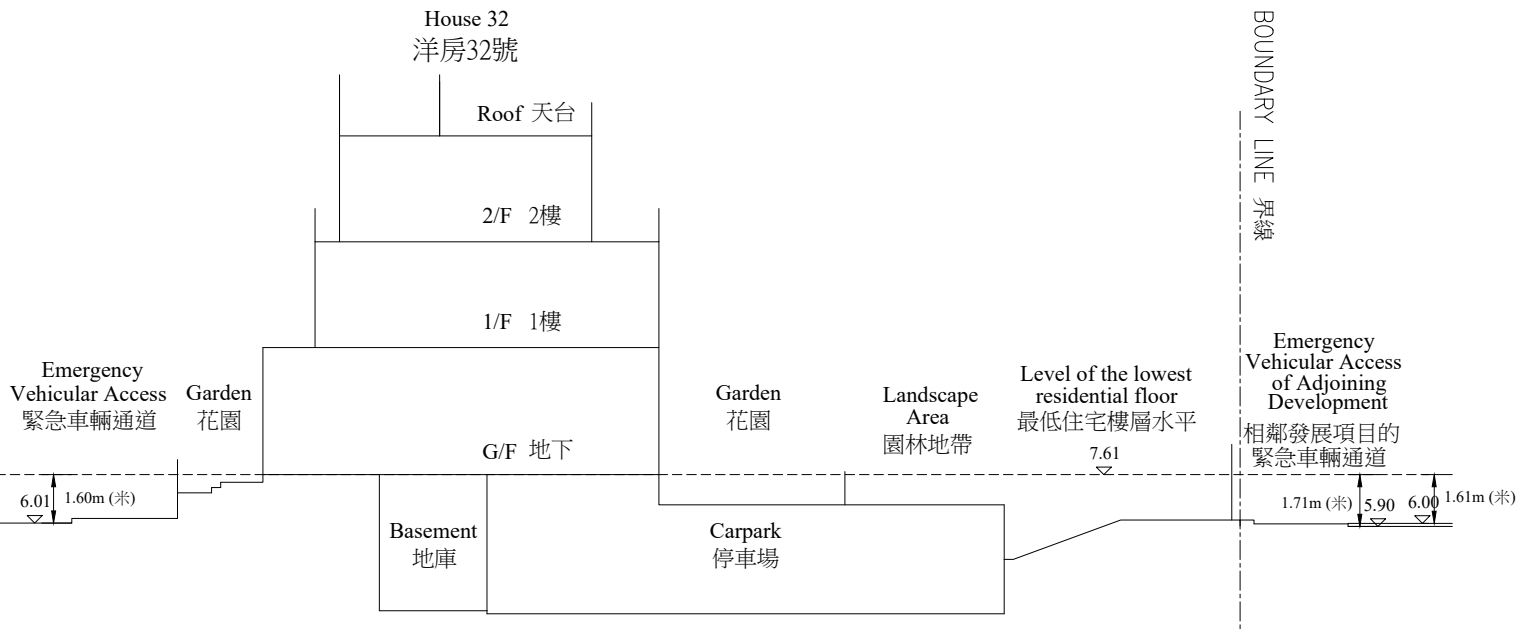 House 32
洋房32號
BOUNDARY LINE 界線
Roof 天台
2/F 2樓
1/F 1樓
G/F 地下
Emergency
Vehicular Access
緊急車輛通道
Garden
花園
Garden
花園
Landscape
Area
園林地帶
Level of the lowest
residential floor
最低住宅樓層水平
7.61
Emergency
Vehicular Access
of Adjoining
Development
相鄰發展項目的
緊急車輛通道
6.01
1.60m (米)
Basement
地庫
Carpark
停車場
1.71m (米)
5.90
6.00
1.61m (米)